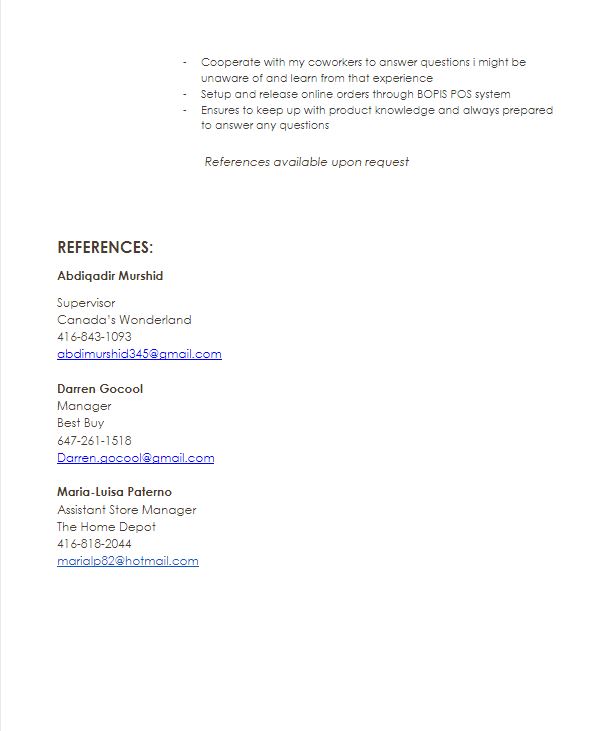 - Cooperate with my coworkers to answer questions i might be
unaware of and learn from that experience
- Setup and release online orders through BOPIS POS system
- Ensures to keep up with product knowledge and always prepared
to answer any questions
References available upon request
REFERENCES:
Abdiqadir Murshid
Supervisor
Canada's Wonderland
416-843-1093
abdimurshid345@gmail.com
Darren Gocool
Manager
Best Buy
647-261-1518
Darren.gocool@gmail.com
Maria-Luisa Paterno
Assistant Store Manager
The Home Depot
416-818-2044
marialp82@hotmail.com